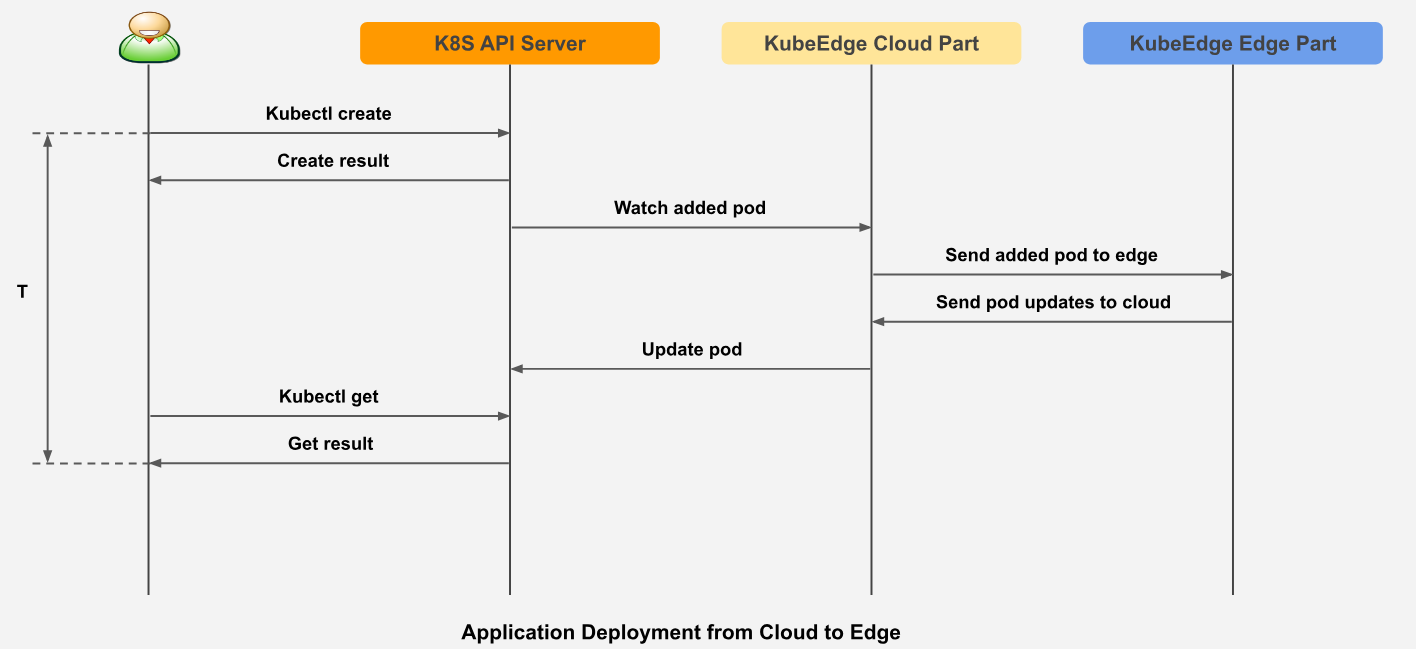 K8S API Server
KubeEdge Cloud Part
KubeEdge Edge Part
Kubectl create
Create result
Watch added pod
Send added pod to edge
T
Send pod updates to cloud
Update pod
Kubectl get
Get result
Application Deployment from Cloud to Edge